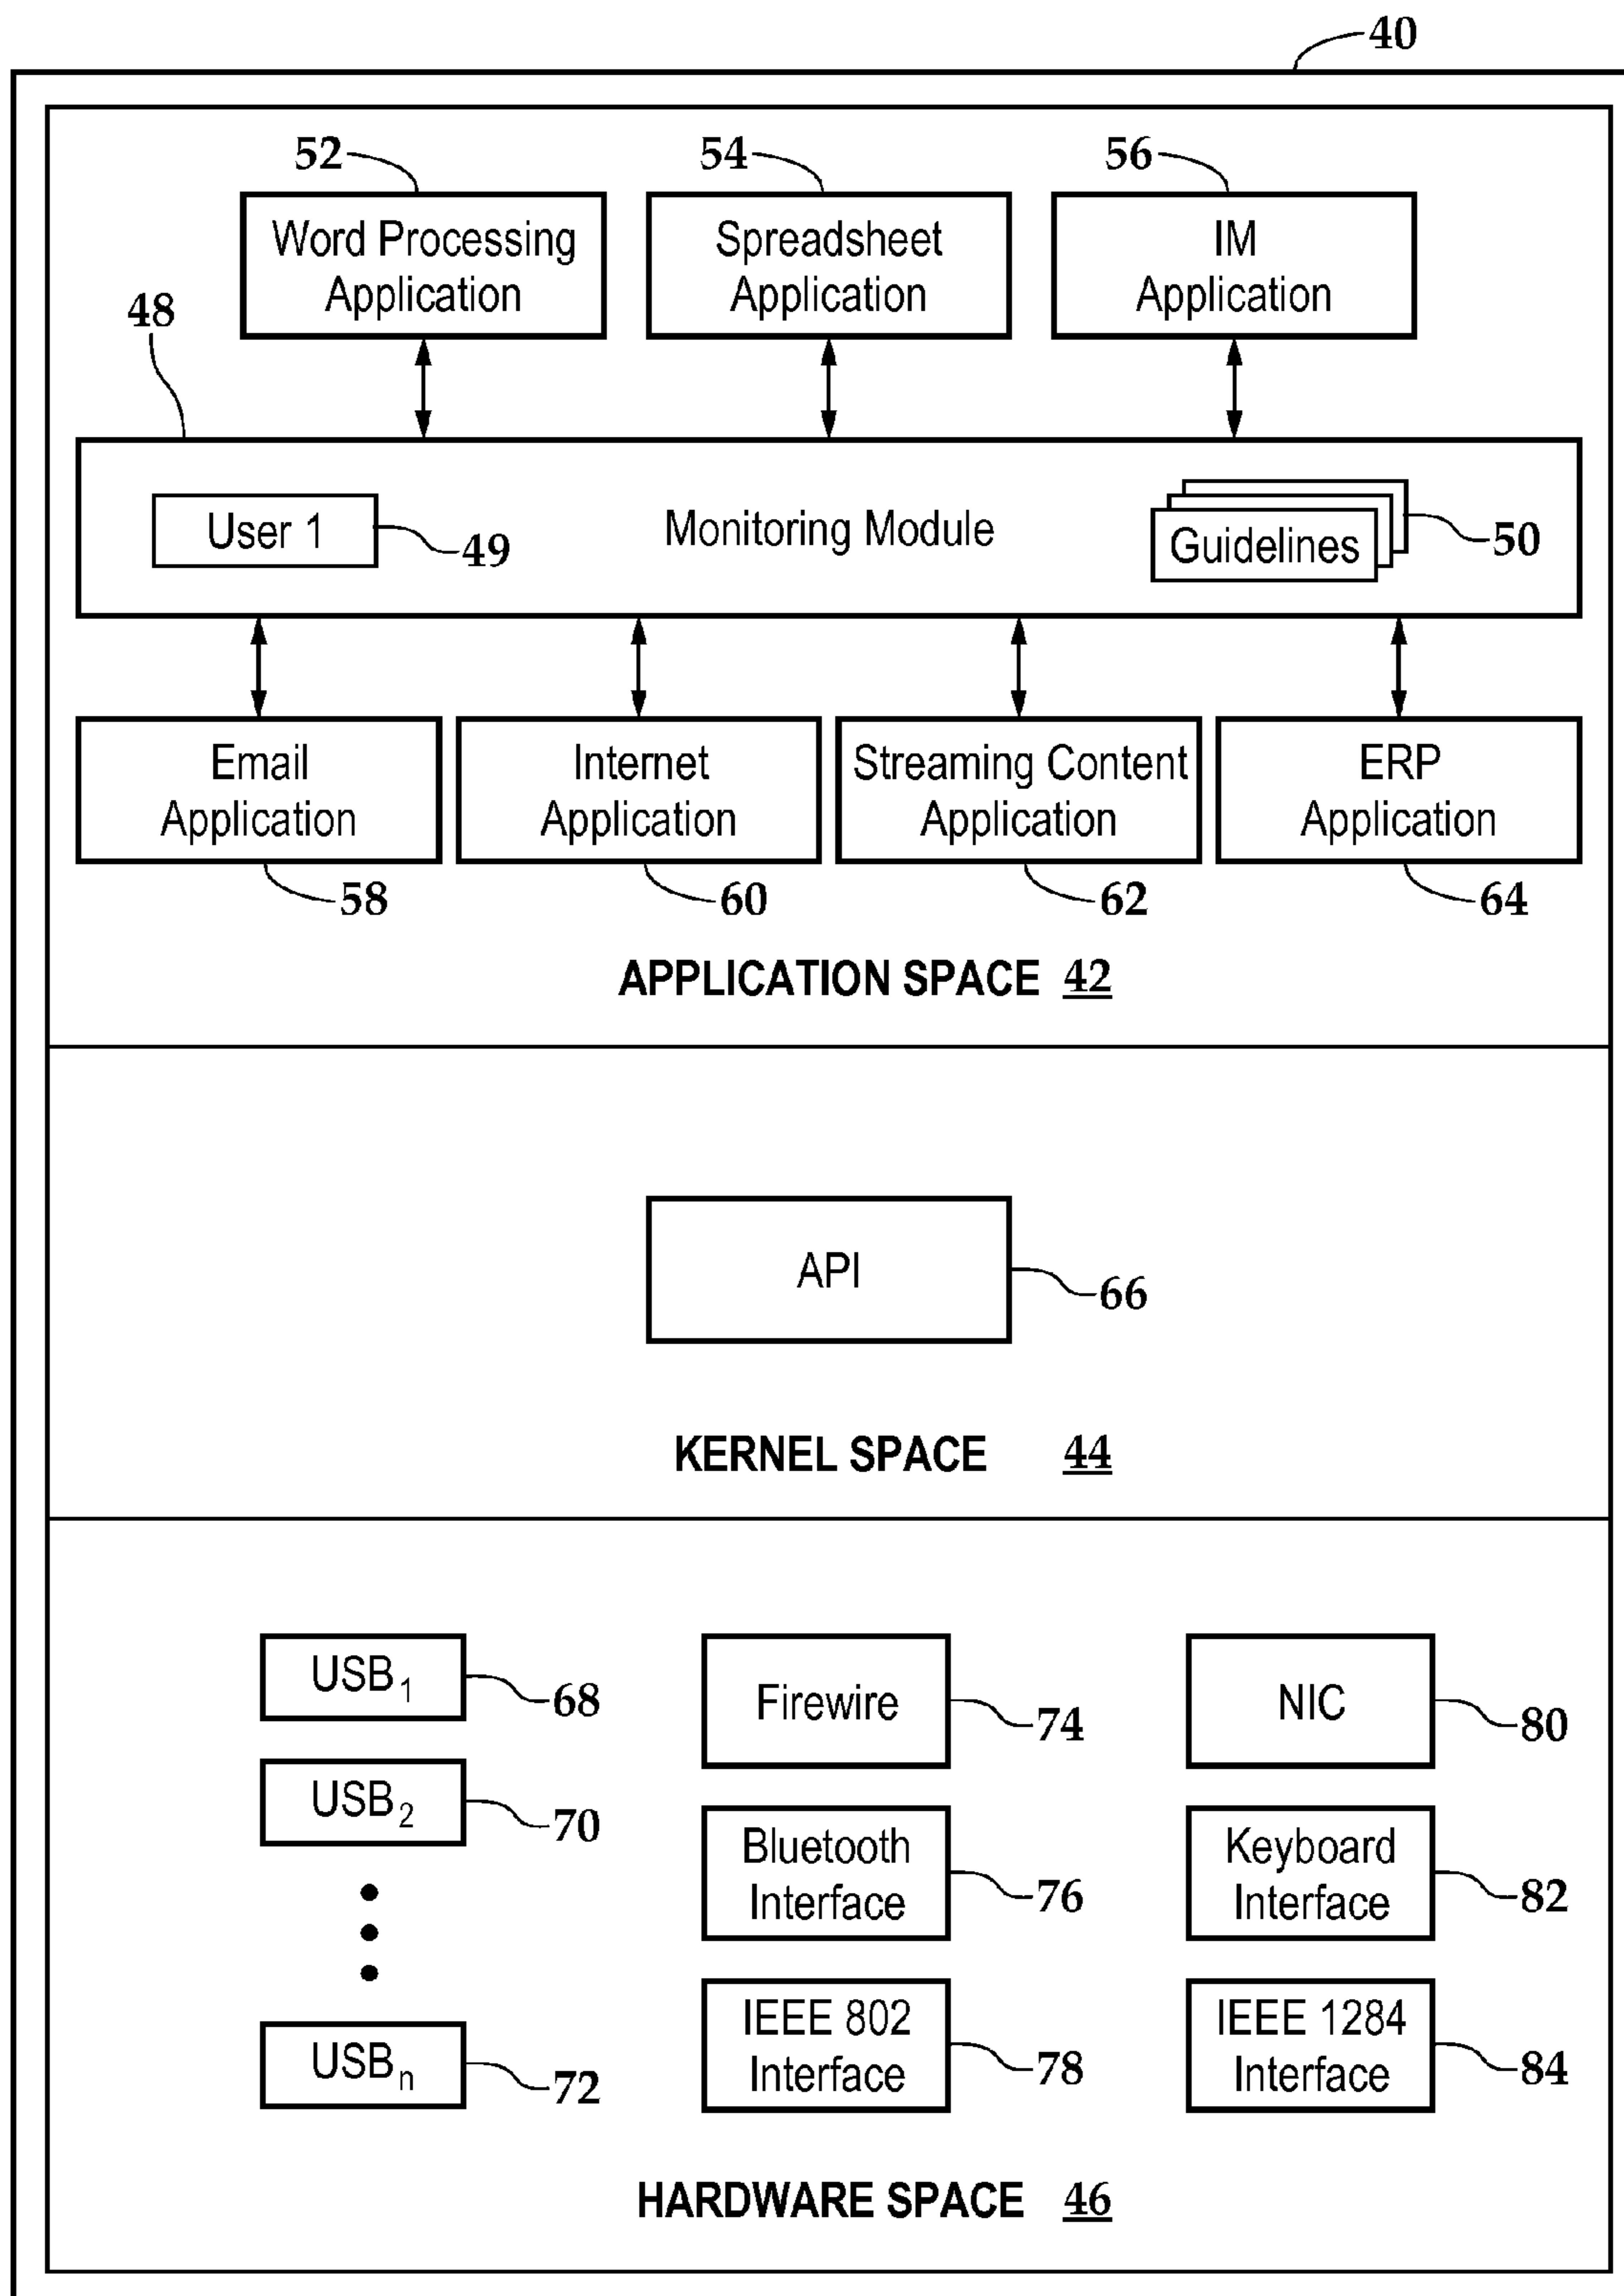 40
52
54
56
Word Processing
Application
Spreadsheet
Application
IM
Application
48
User 1
49
Monitoring Module
Guidelines
50
Email
Application
Internet
Application
Streaming Content
Application
ERP
Application
58
60
62
64
APPLICATION SPACE 42
API
66
KERNEL SPACE 44
USB1
68
Firewire
74
NIC
80
USB2
70
Bluetooth
Interface
76
Keyboard
Interface
82
USBn
72
IEEE 802
Interface
78
IEEE 1284
Interface
84
HARDWARE SPACE 46